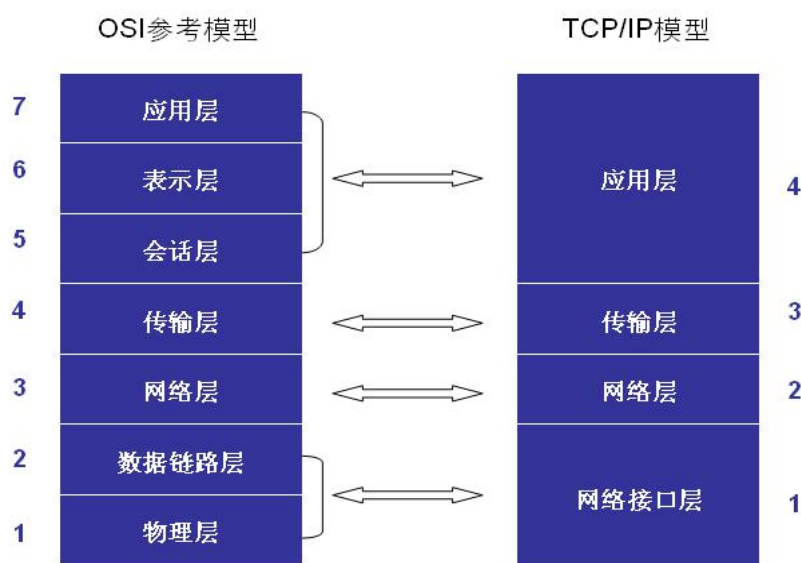 OSI参考模型
TCP/IP模型
7
应用层
6
表示层
5
会话层
4
传输层
3
网络层
2
数据链路层
1
物理层
应用层
4
传输层
3
网络层
2
网络接口层
1